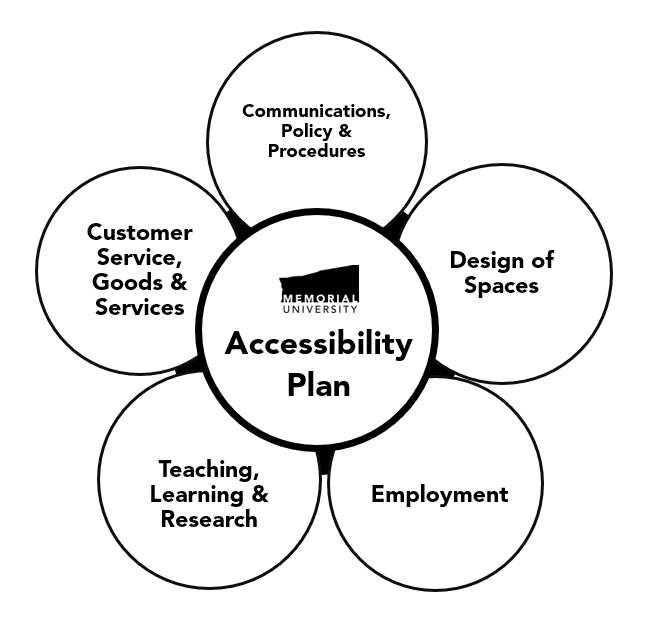 Communications,
Policy &
Procedures
Customer
Service,
Goods &
Services
Design of
Spaces
MEMORIAL
UNIVERSITY
Accessibility
Plan
Teaching,
Learning &
Research
Employment